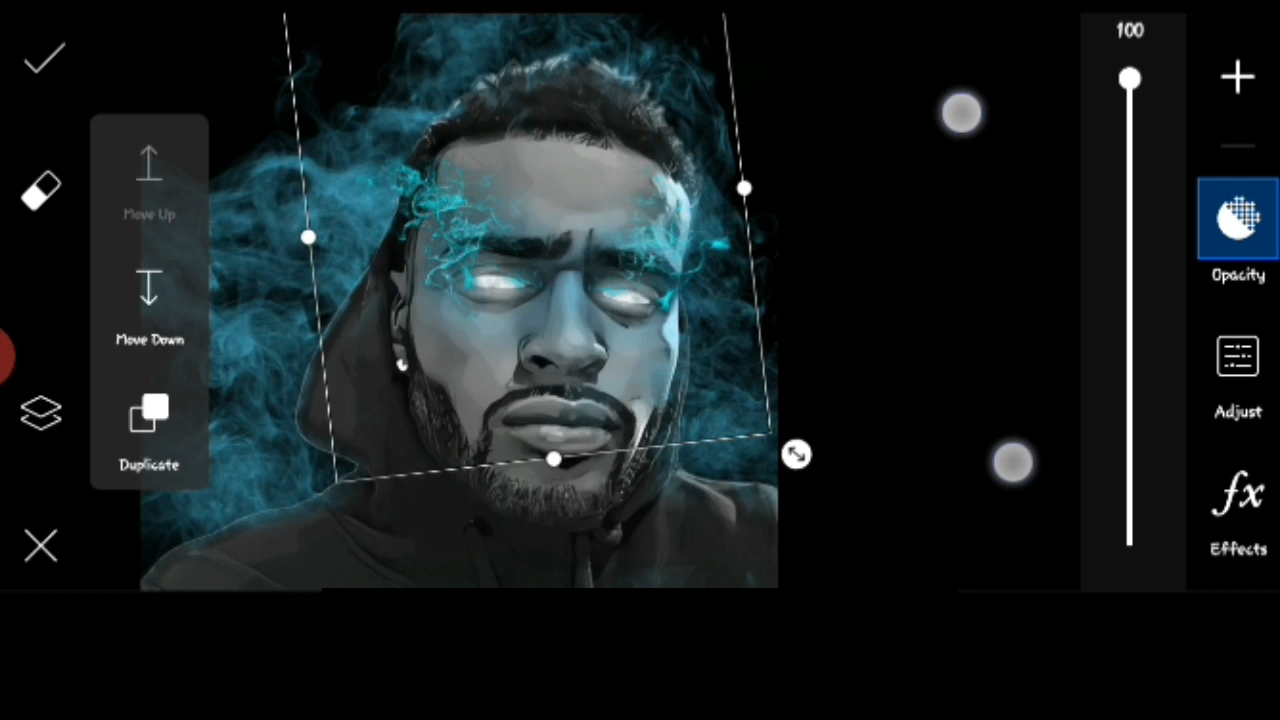 100
Move Up
Move Down
Duplicate
Opacity
Adjust
fx
Effects